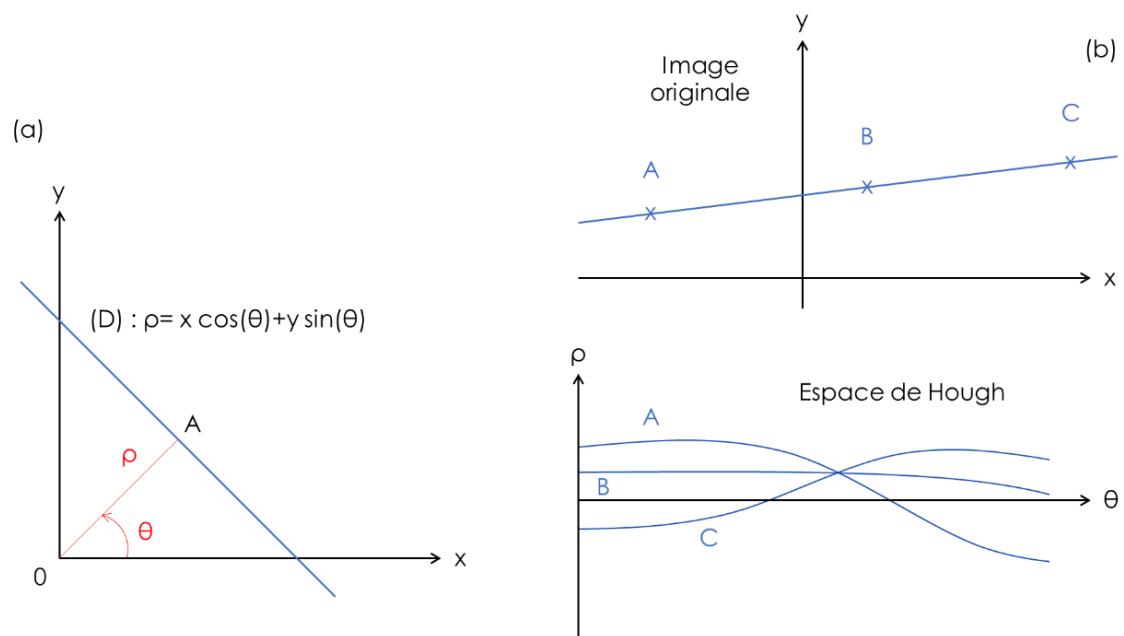 (a)
y
(D) : ρ= x cos(θ)+y sin(θ)
A
ρ
θ
0
x
(b)
y
Image
originale
A
B
C
x
ρ
Espace de Hough
A
B
C
θ